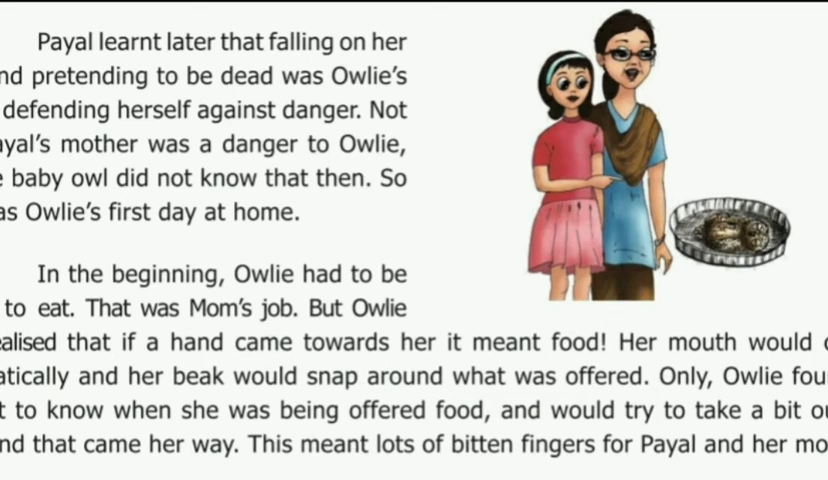 Payal learnt later that falling on her
nd pretending to be dead was Owlie's
defending herself against danger. Not
ayal's mother was a danger to Owlie,
e baby owl did not know that then. So
as Owlie's first day at home.
In the beginning, Owlie had to be
to eat. That was Mom's job. But Owlie
ealised that if a hand came towards her it meant food! Her mouth would
atically and her beak would snap around what was offered. Only, Owlie fou
t to know when she was being offered food, and would try to take a bit ou
nd that came her way. This meant lots of bitten fingers for Payal and her mo